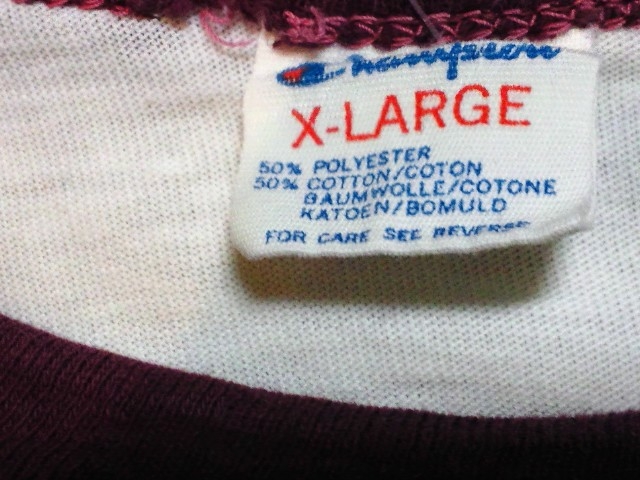 Champion
X-LARGE
50% POLYESTER
50% COTTON/COTON
BAUMWOLLE/COTONE
KATOEN/BOMULD
FOR CARE SEE REVERSE